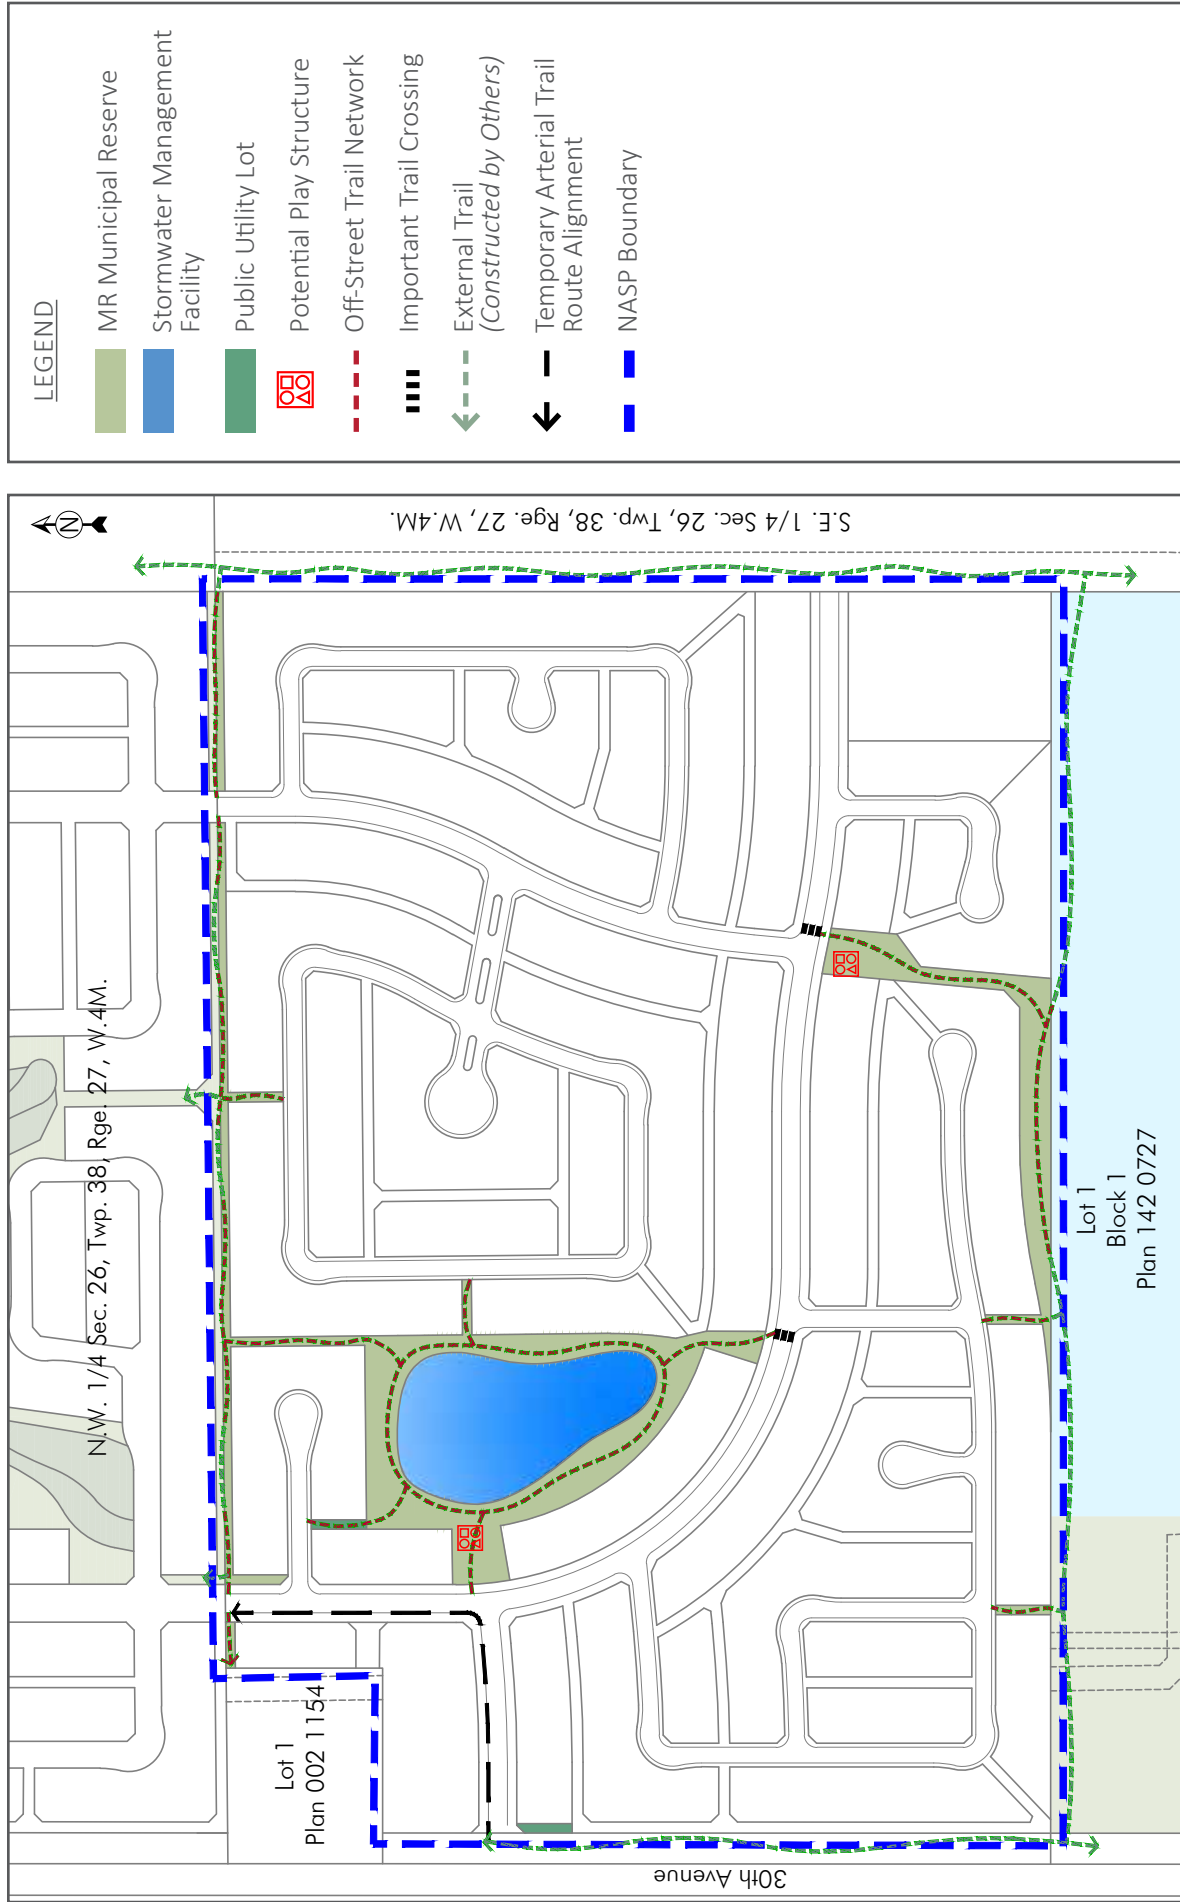 LEGEND
MR Municipal Reserve
Stormwater Management
Facility
Public Utility Lot
Potential Play Structure
Off-Street Trail Network
Important Trail Crossing
External Trail
(Constructed by Others)
Temporary Arterial Trail
Route Alignment
NASP Boundary
N
S.E. 1/4 Sec. 26, Twp. 38, Rge. 27, W.4M.
N.W. 1/4 Sec. 26, Twp. 38, Rge. 27, W.4M.
Lot 1
Block 1
Plan 142 0727
Lot 1
Plan 002 1154
30th Avenue